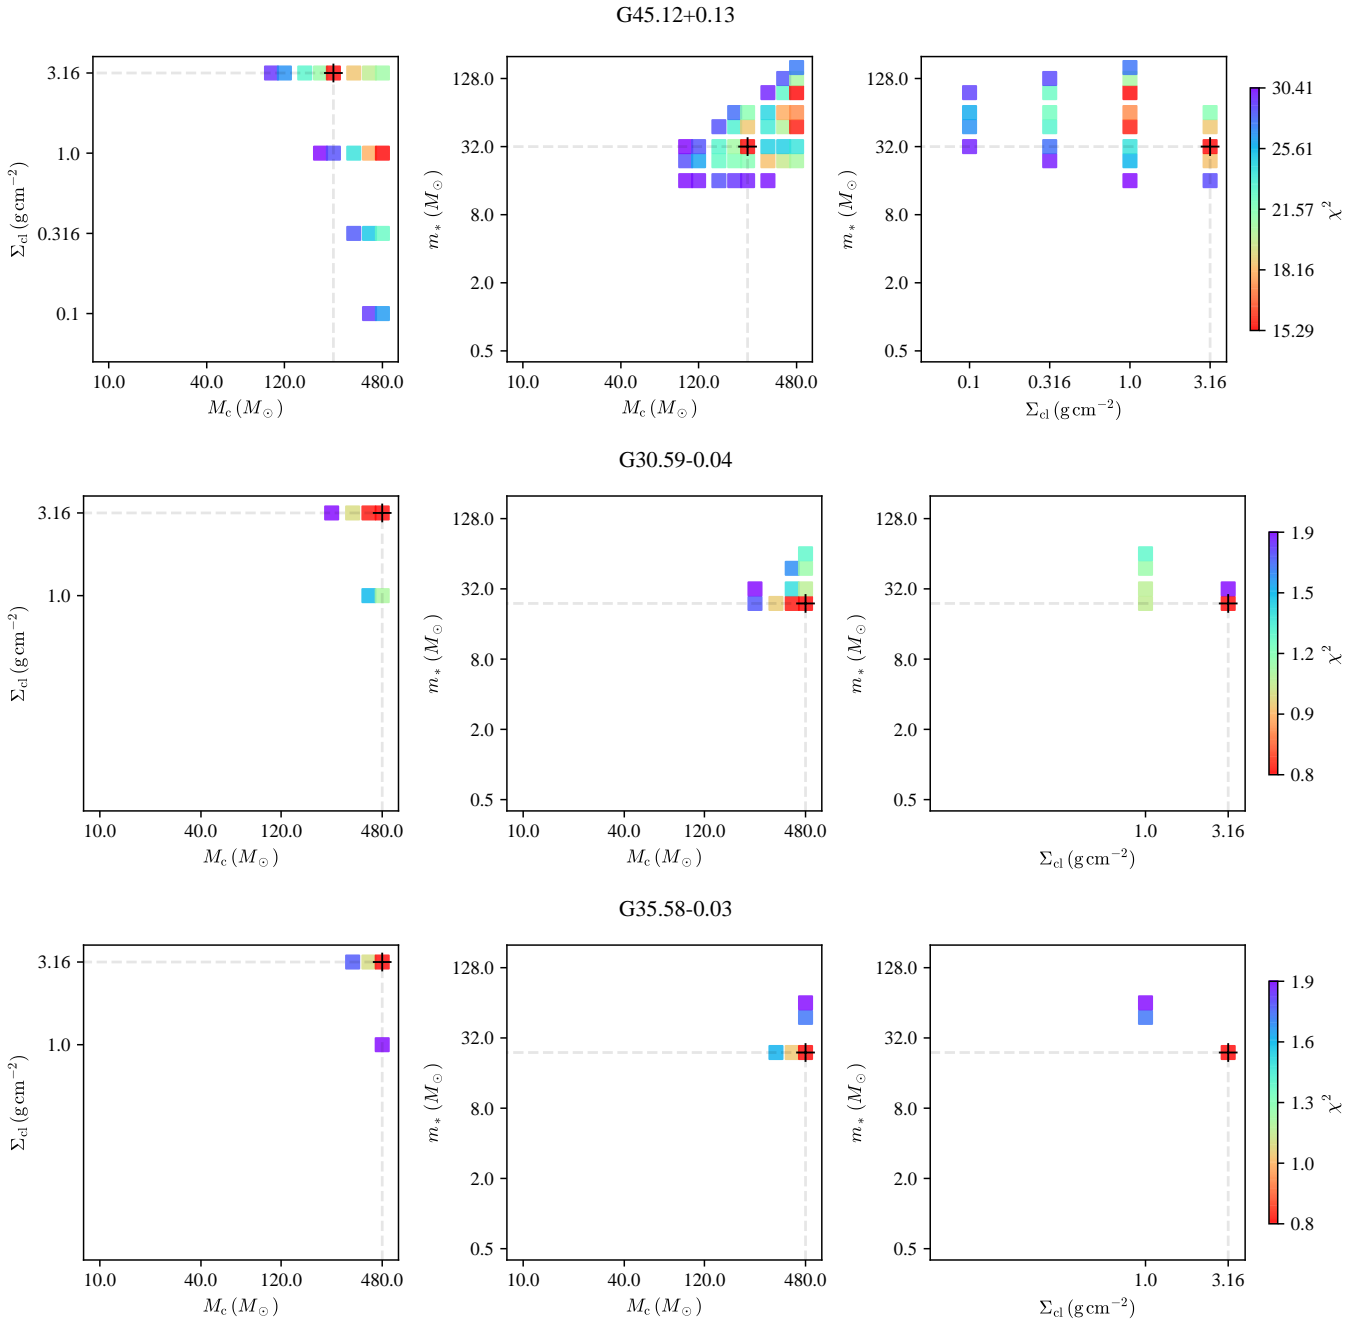 G45.12+0.13
3.16
1.0
0.316
0.1
Σcl (g cm⁻²)
10.0 40.0 120.0 480.0
Mc (M⊙)
128.0
32.0
8.0
2.0
0.5
m* (M⊙)
10.0 40.0 120.0 480.0
Mc (M⊙)
128.0
32.0
8.0
2.0
0.5
m* (M⊙)
0.1 0.316 1.0 3.16
Σcl (g cm⁻²)
30.41
25.61
21.57
18.16
15.29
χ²
G30.59-0.04
3.16
1.0
Σcl (g cm⁻²)
10.0 40.0 120.0 480.0
Mc (M⊙)
128.0
32.0
8.0
2.0
0.5
m* (M⊙)
10.0 40.0 120.0 480.0
Mc (M⊙)
128.0
32.0
8.0
2.0
0.5
m* (M⊙)
1.0 3.16
Σcl (g cm⁻²)
1.9
1.5
1.2
0.9
0.8
χ²
G35.58-0.03
3.16
1.0
Σcl (g cm⁻²)
10.0 40.0 120.0 480.0
Mc (M⊙)
128.0
32.0
8.0
2.0
0.5
m* (M⊙)
10.0 40.0 120.0 480.0
Mc (M⊙)
128.0
32.0
8.0
2.0
0.5
m* (M⊙)
1.0 3.16
Σcl (g cm⁻²)
1.9
1.6
1.3
1.0
0.8
χ²